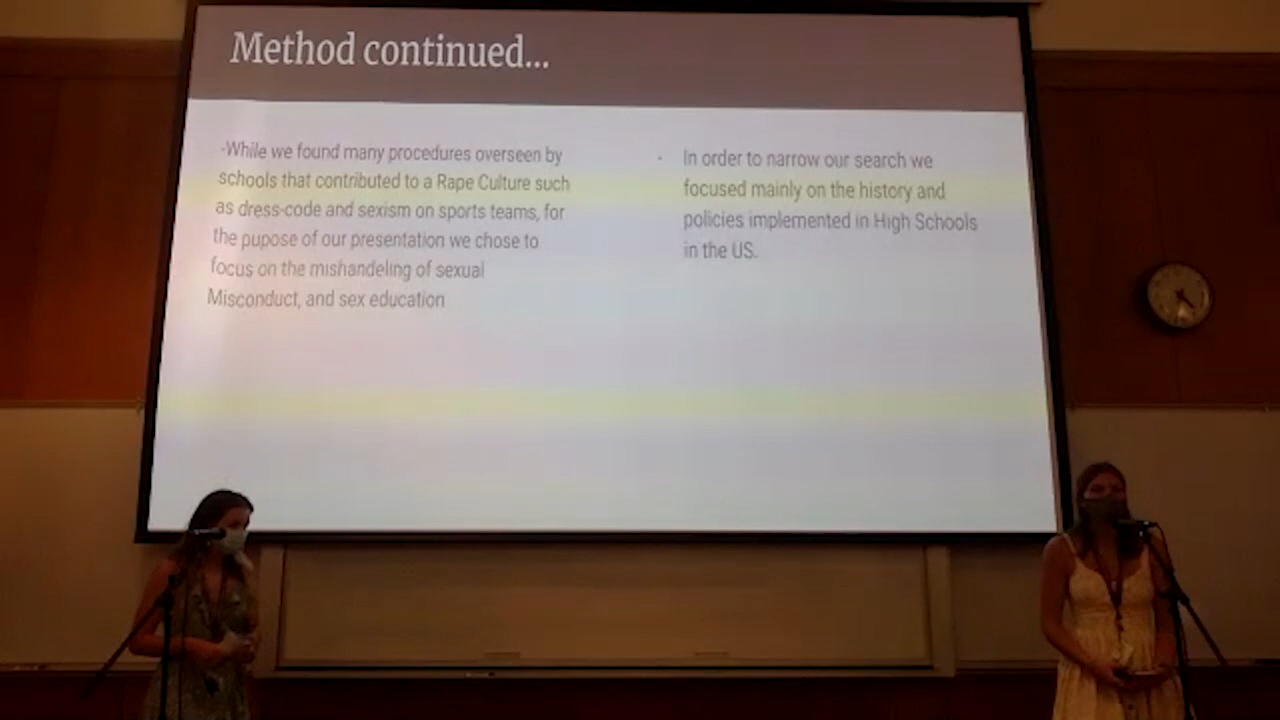 Method continued...
-While we found many procedures overseen by
schools that contributed to a Rape Culture such
as dress-code and sexism on sports teams, for
the pupose of our presentation we chose to
focus on the mishandeling of sexual
Misconduct, and sex education
- In order to narrow our search we
focused mainly on the history and
policies implemented in High Schools
in the US.